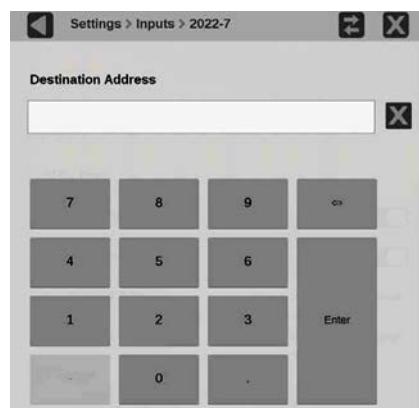 Settings > Inputs > 2022-7
Destination Address
7 8 9
4 5 6
1 2 3 Enter
- 0 .